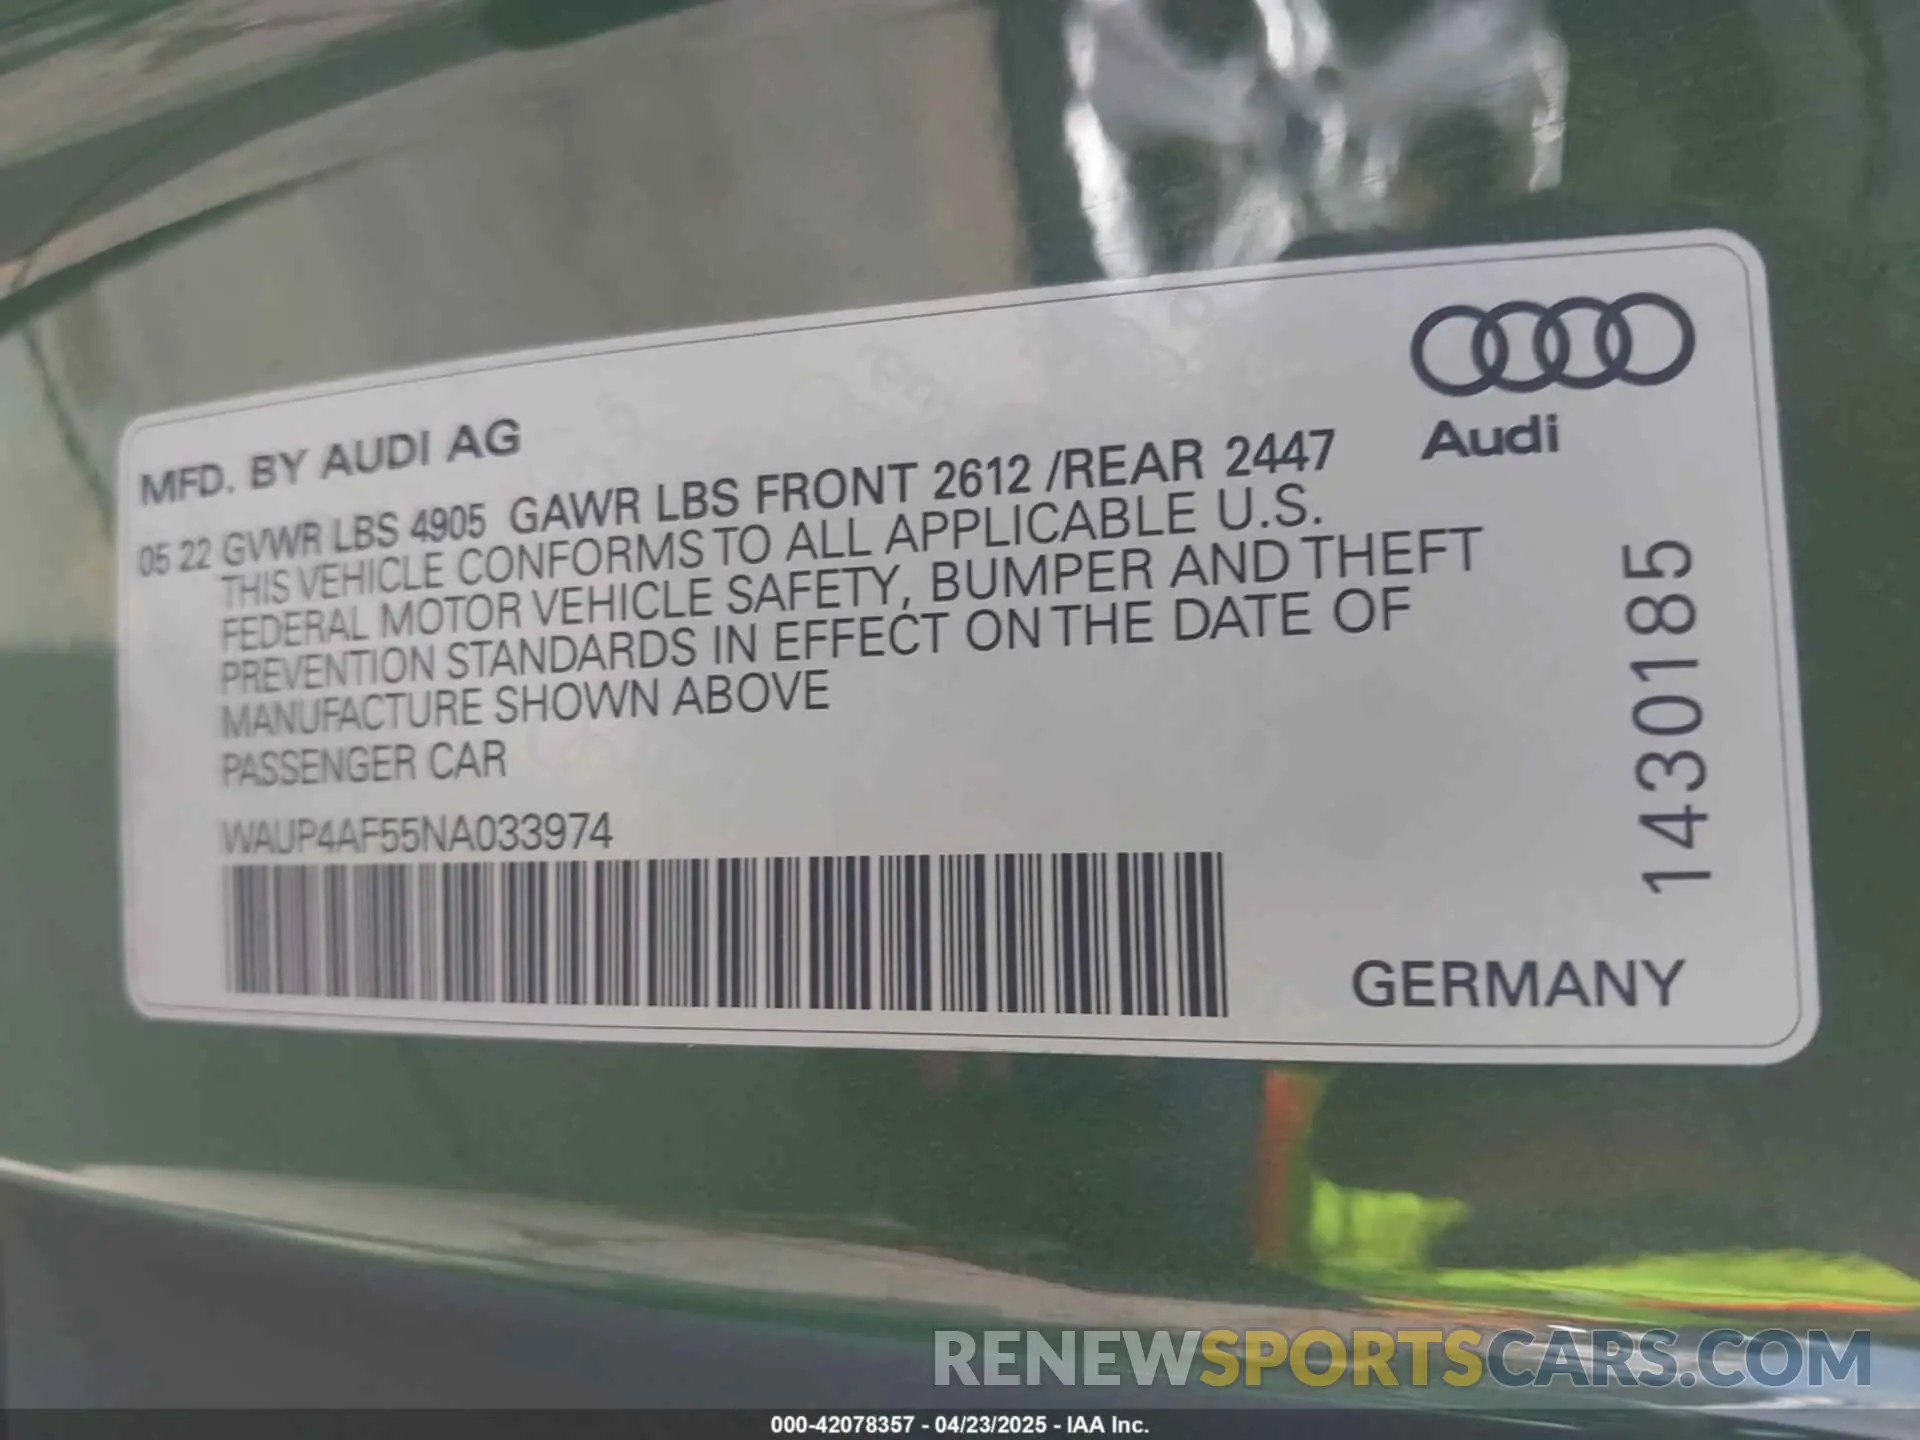 MFD. BY AUDI AG
05 22 GVWR LBS 4905 GAWR LBS FRONT 2612 /REAR 2447
THIS VEHICLE CONFORMS TO ALL APPLICABLE U.S.
FEDERAL MOTOR VEHICLE SAFETY, BUMPER AND THEFT
PREVENTION STANDARDS IN EFFECT ON THE DATE OF
MANUFACTURE SHOWN ABOVE
PASSENGER CAR
WAUP4AF55NA033974
Audi
1430185
GERMANY
RENEWSPORTSCARS.COM
000-42078357 - 04/23/2025 - IAA Inc.